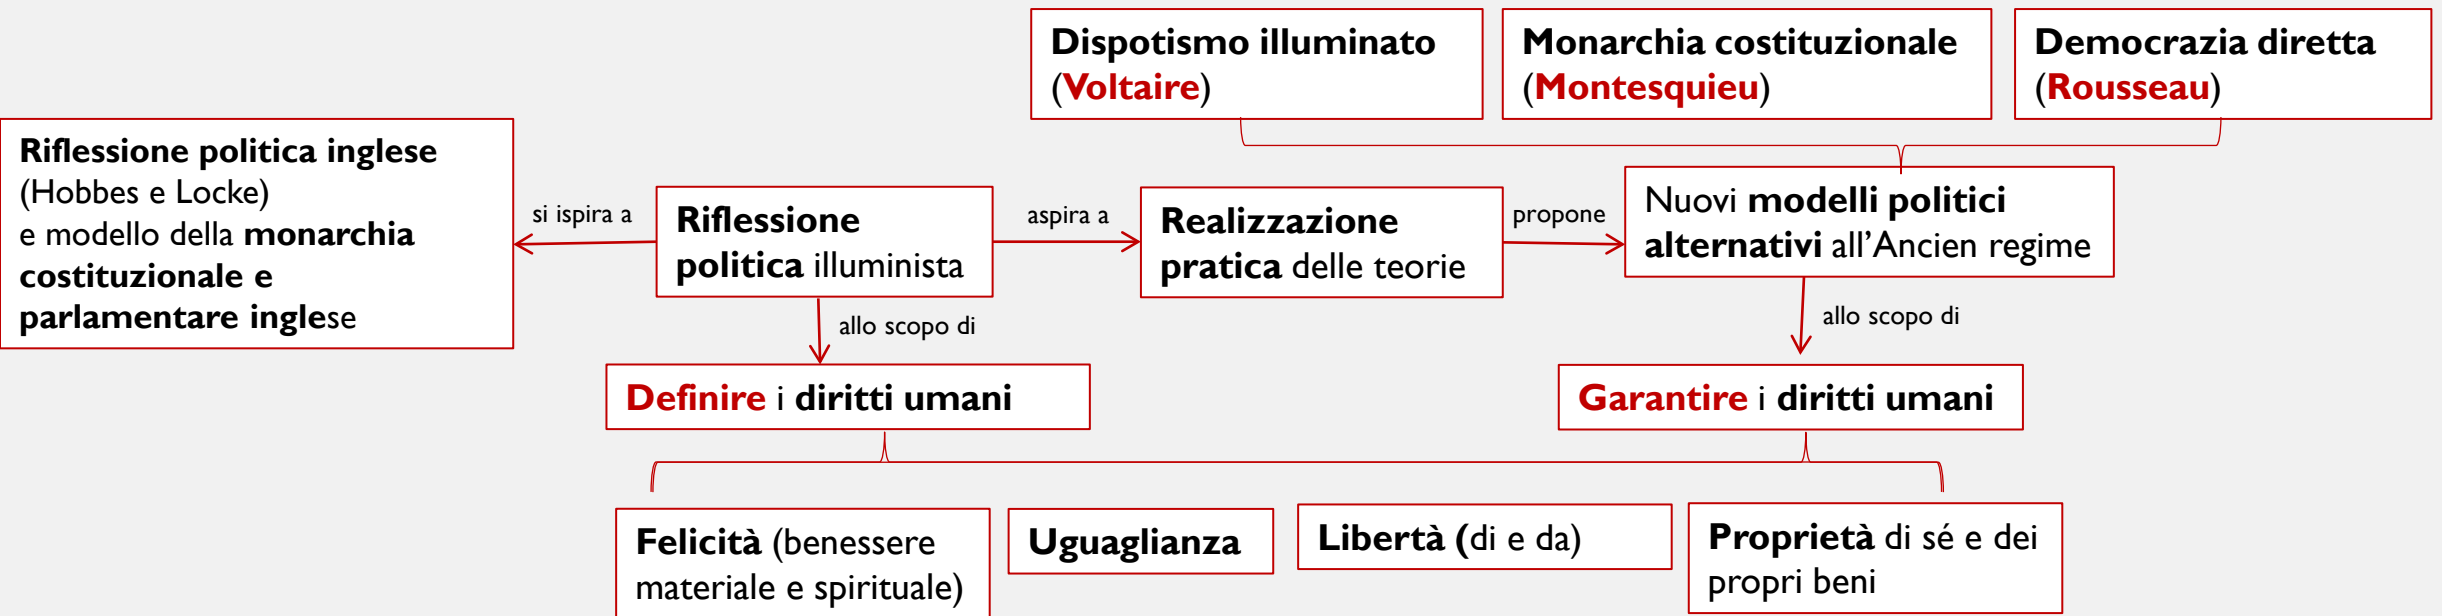 Dispotismo illuminato
(Voltaire)
Monarchia costituzionale
(Montesquieu)
Democrazia diretta
(Rousseau)
Riflessione politica inglese
(Hobbes e Locke)
e modello della monarchia
costituzionale e
parlamentare inglese
si ispira a
Riflessione
politica illuminista
aspira a
Realizzazione
pratica delle teorie
propone
Nuovi modelli politici
alternativi all’Ancien regime
allo scopo di
allo scopo di
Definire i diritti umani
Garantire i diritti umani
Felicità (benessere
materiale e spirituale)
Uguaglianza
Libertà (di e da)
Proprietà di sé e dei
propri beni